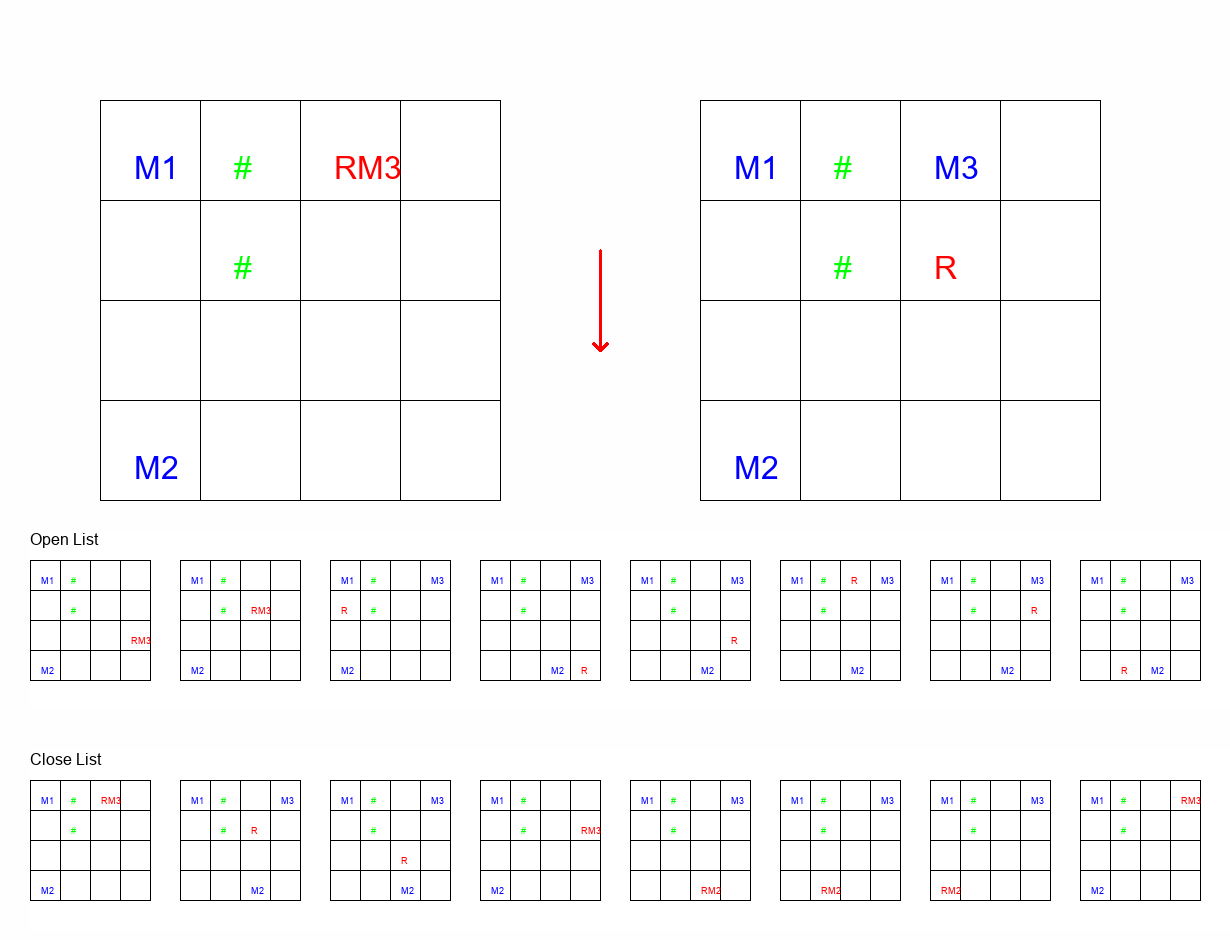 M1 # RM3 M1 # M3
# # R
M2 M2
Open List
M1 # M1 # M1 # M3 M1 # M3 M1 # M3 M1 # R M3 M1 # M3 M1 # M3
# # RM3 R # # # # # R #
RM3 R
M2 M2 M2 M2 R M2 M2 M2 R M2
Close List
M1 # RM3 M1 # M3 M1 # M3 M1 # M1 # M3 M1 # M3 M1 # M3 M1 # RM3
# # R # # RM3 # # # #
R
M2 M2 M2 M2 RM2 RM2 RM2 M2